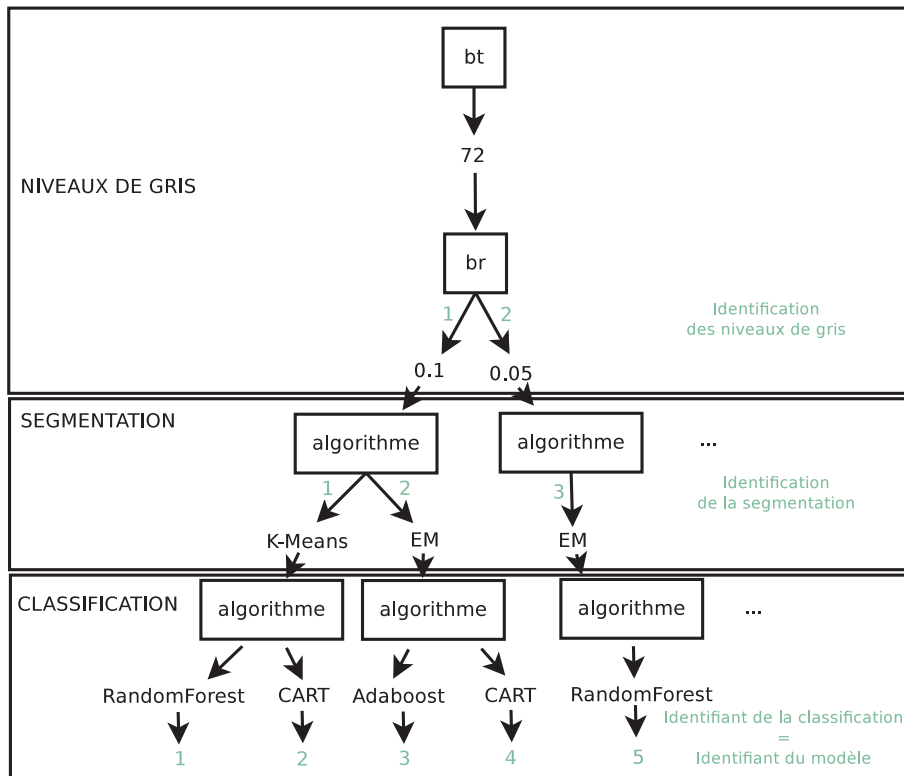 bt
72
NIVEAUX DE GRIS
br
1 2
Identification
des niveaux de gris
0.1 0.05
SEGMENTATION
algorithme algorithme ...
1 2 3
Identification
de la segmentation
K-Means EM EM
CLASSIFICATION
algorithme algorithme algorithme ...
RandomForest CART Adaboost CART RandomForest
Identifiant de la classification
=
Identifiant du modèle
1 2 3 4 5